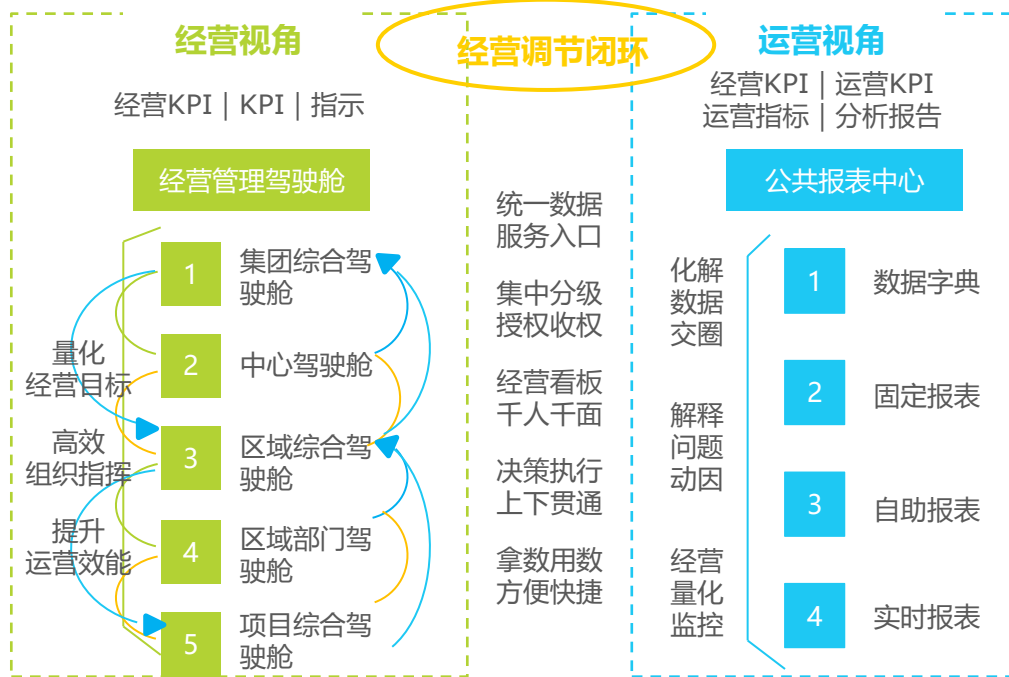 经营视角
经营调节闭环
运营视角
经营KPI | KPI | 指示
经营KPI | 运营KPI
运营指标 | 分析报告
经营管理驾驶舱
公共报表中心
1
集团综合驾
驶舱
2
中心驾驶舱
3
区域综合驾
驶舱
4
区域部门驾
驶舱
5
项目综合驾
驶舱
量化
经营目标
高效
组织指挥
提升
运营效能
统一数据
服务入口
集中分级
授权收权
经营看板
千人千面
决策执行
上下贯通
拿数用数
方便快捷
化解
数据
交圈
解释
问题
动因
经营
量化
监控
1
数据字典
2
固定报表
3
自助报表
4
实时报表